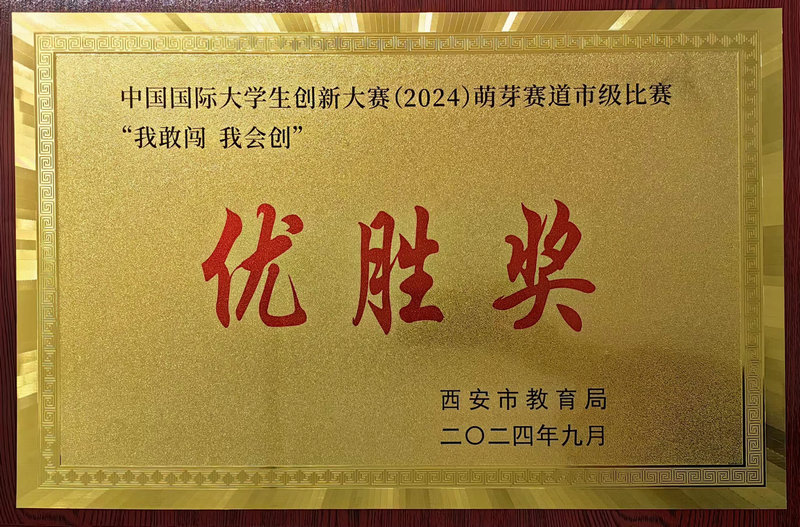 中国国际大学生创新大赛(2024)萌芽赛道市级比赛
“我敢闯 我会创”
优胜奖
西安市教育局
二〇二四年九月